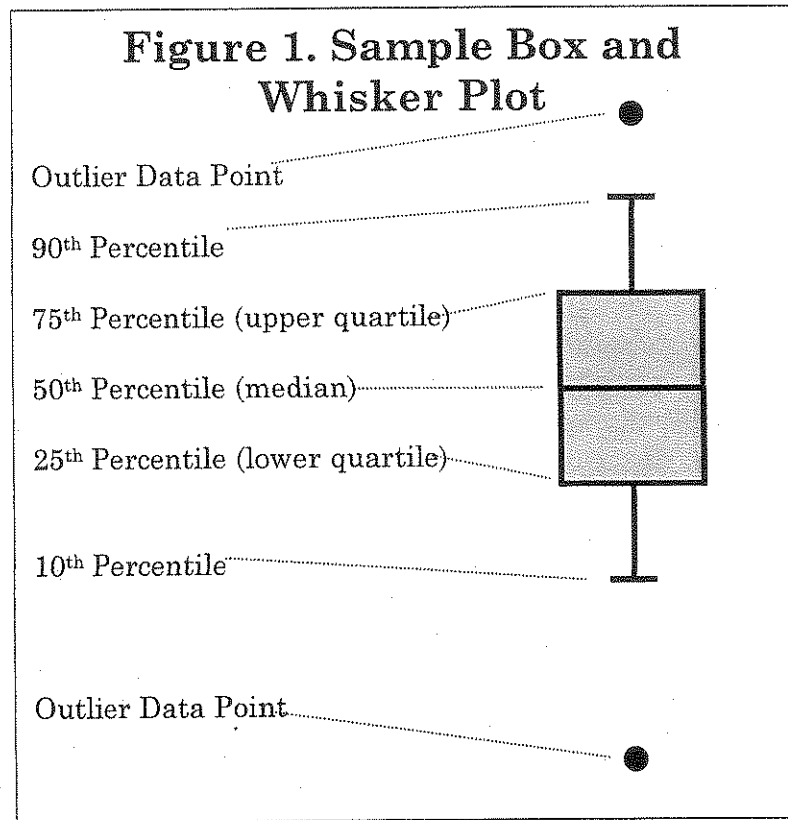 Figure 1. Sample Box and
Whisker Plot
Outlier Data Point
90th Percentile
75th Percentile (upper quartile)
50th Percentile (median)
25th Percentile (lower quartile)
10th Percentile
Outlier Data Point